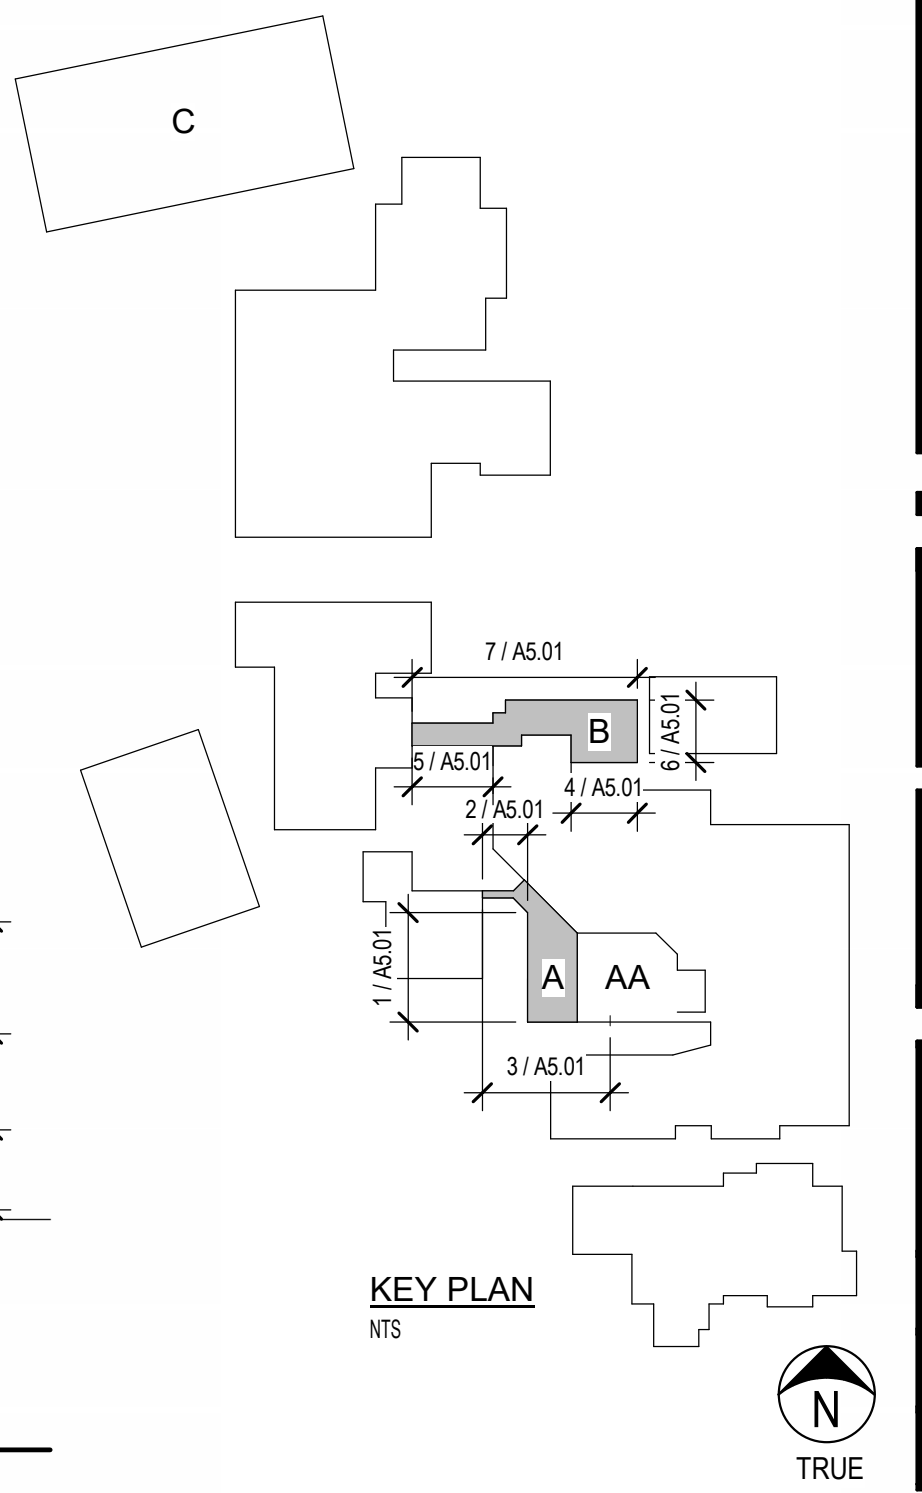 C
7 / A5.01
B
6 / A5.01
5 / A5.01
4 / A5.01
2 / A5.01
1 / A5.01
A
AA
3 / A5.01
KEY PLAN
NTS
N
TRUE